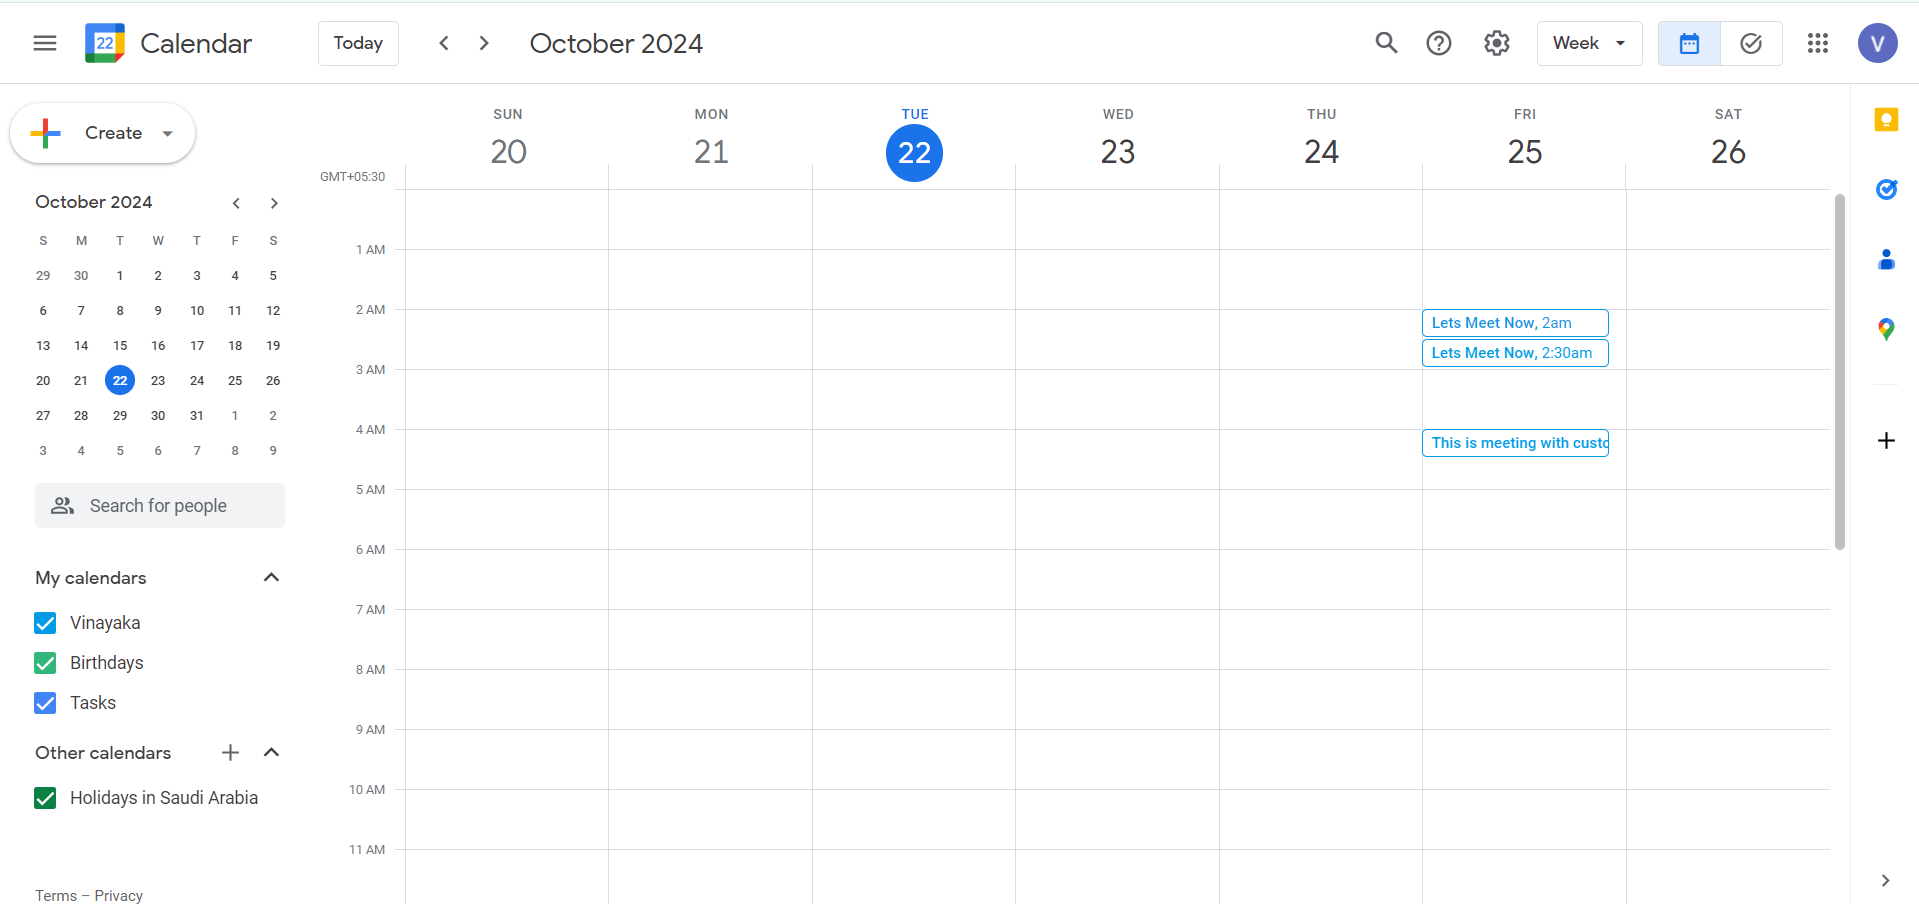 22 Calendar Today October 2024 Week V
Create
October 2024
S M T W T F S
29 30 1 2 3 4 5
6 7 8 9 10 11 12
13 14 15 16 17 18 19
20 21 22 23 24 25 26
27 28 29 30 31 1 2
3 4 5 6 7 8 9
Search for people
My calendars
Vinayaka
Birthdays
Tasks
Other calendars
Holidays in Saudi Arabia
Terms – Privacy
SUN MON TUE WED THU FRI SAT
20 21 22 23 24 25 26
GMT+05:30
1 AM
2 AM
Lets Meet Now, 2am
Lets Meet Now, 2:30am
3 AM
4 AM
This is meeting with custo
5 AM
6 AM
7 AM
8 AM
9 AM
10 AM
11 AM